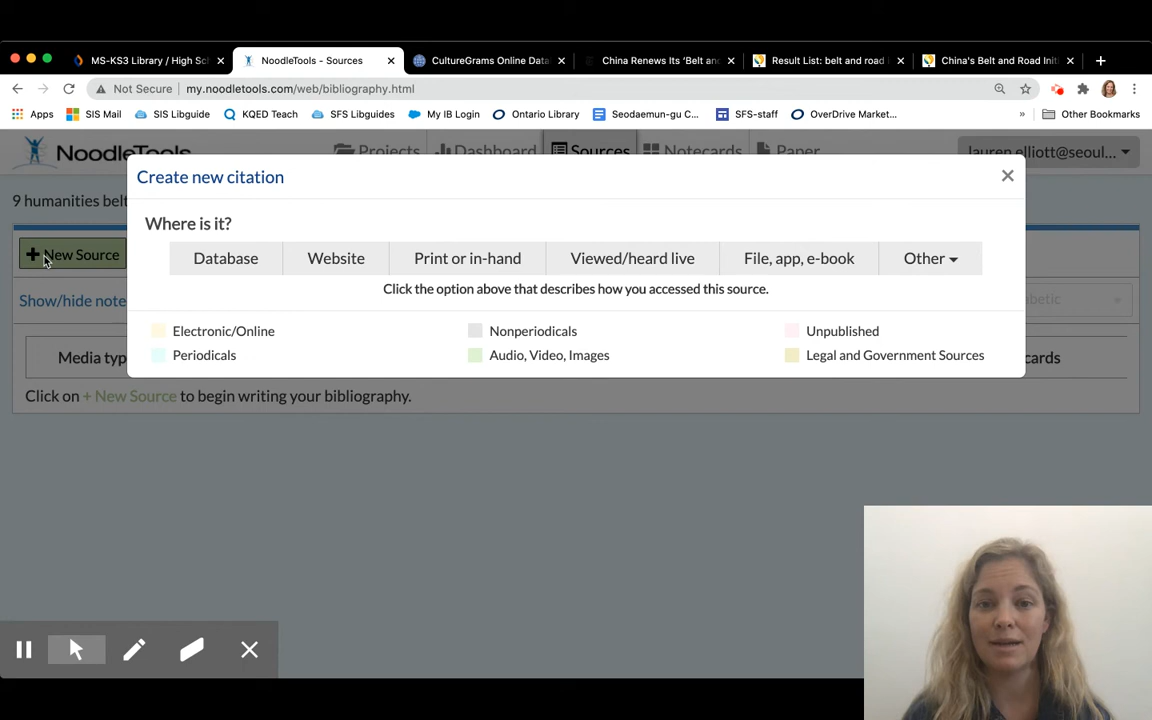 MS-KS3 Library / High Sc
NoodleTools - Sources
CultureGrams Online Data
China Renews Its 'Belt and
Result List: belt and road i
China's Belt and Road Initi
Not Secure
my.noodletools.com/web/bibliography.html
Apps
SIS Mail
SIS Libguide
KQED Teach
SFS Libguides
My IB Login
Ontario Library
Seodaemun-gu C...
SFS-staff
OverDrive Market...
Other Bookmarks
NoodleTools
Projects
Dashboard
Sources
Notecards
Paper
lauren elliott@seoul...
9 humanities belt
Create new citation
Where is it?
+ New Source
Database
Website
Print or in-hand
Viewed/heard live
File, app, e-book
Other
Click the option above that describes how you accessed this source.
Show/hide note
betic
Electronic/Online
Nonperiodicals
Unpublished
Periodicals
Audio, Video, Images
Legal and Government Sources
Media typ
cards
Click on + New Source to begin writing your bibliography.